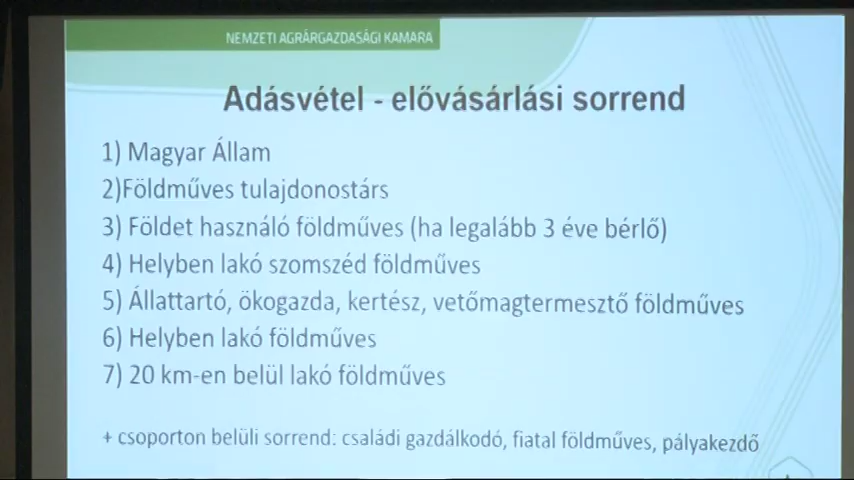 NEMZETI AGRÁRGAZDASÁGI KAMARA
Adásvétel - elővásárlási sorrend
1) Magyar Állam
2)Földműves tulajdonostárs
3) Földet használó földműves (ha legalább 3 éve bérlő)
4) Helyben lakó szomszéd földműves
5) Állattartó, ökogazda, kertész, vetőmagtermesztő földműves
6) Helyben lakó földműves
7) 20 km-en belül lakó földműves
+ csoporton belüli sorrend: családi gazdálkodó, fiatal földműves, pályakezdő